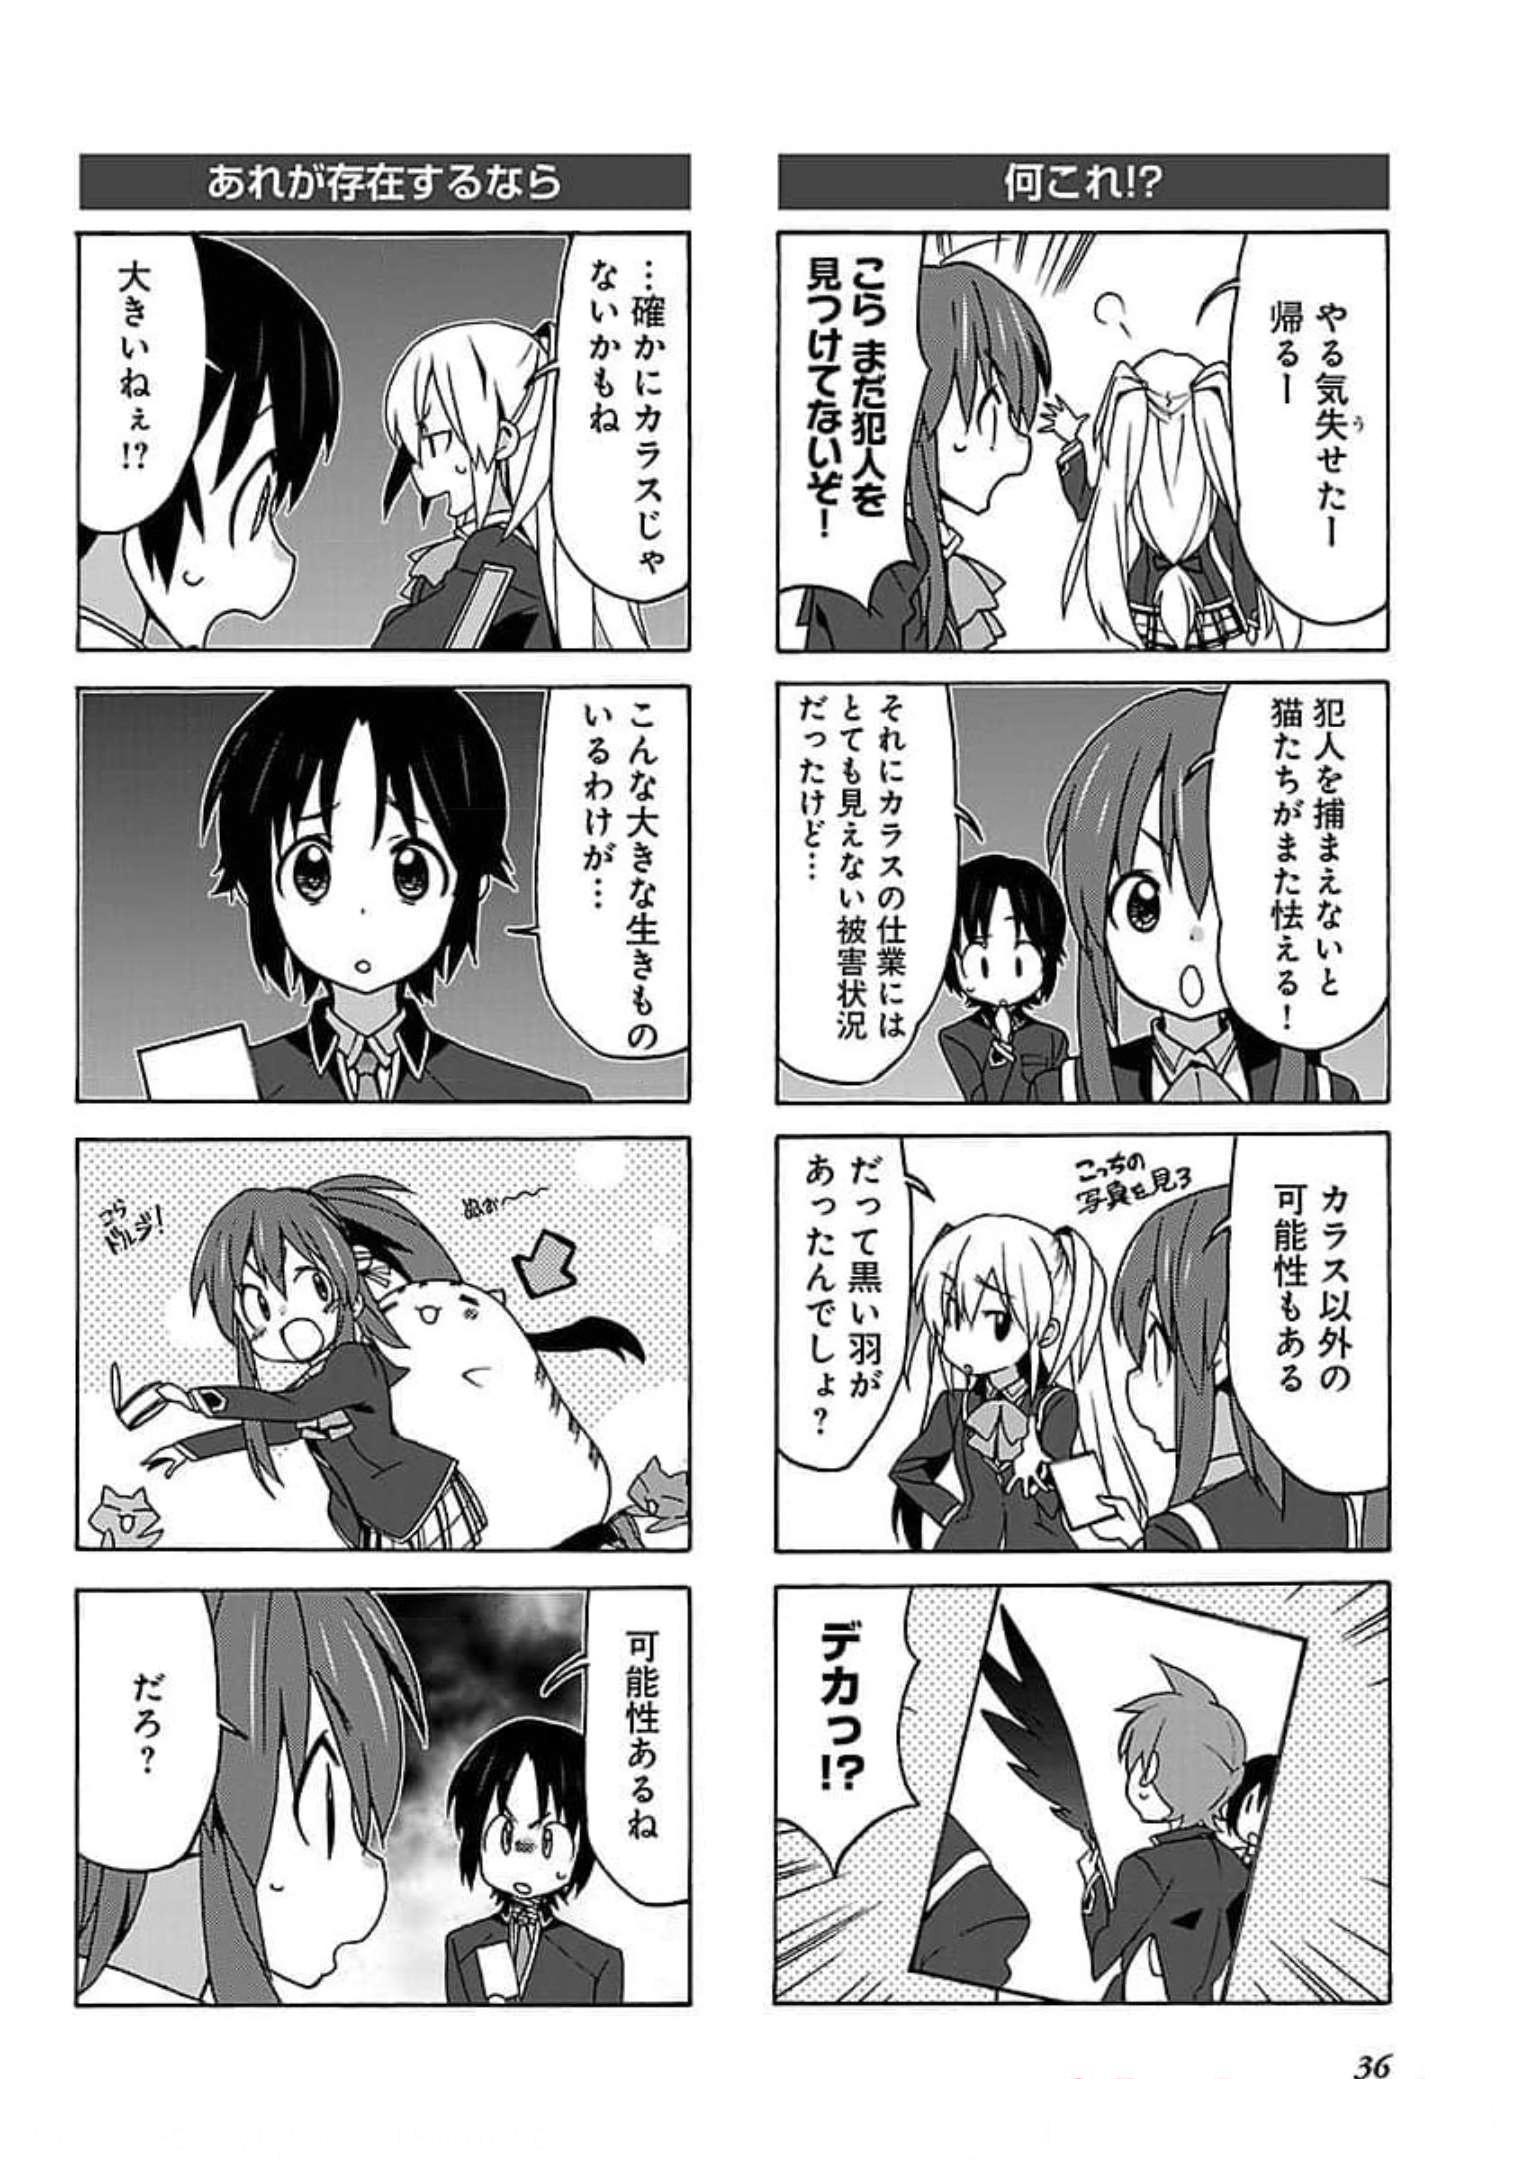 何これ!?
やる気失せたー
う
帰るー
こら まだ犯人を
見つけてないぞ！
犯人を捕まえないと
猫たちがまた怯える！
それにカラスの仕業には
とても見えない被害状況
だったけど…
カラス以外の
可能性もある
こっちの
写真を見ろ
だって黒い羽が
あったんでしょ？
デカっ!?
あれが存在するなら
…確かにカラスじゃ
ないかもね
大きいねぇ!?
こんな大きな生きもの
いるわけが…
ぬお〜〜
こら
ドルジ！
可能性あるね
だろ？
36